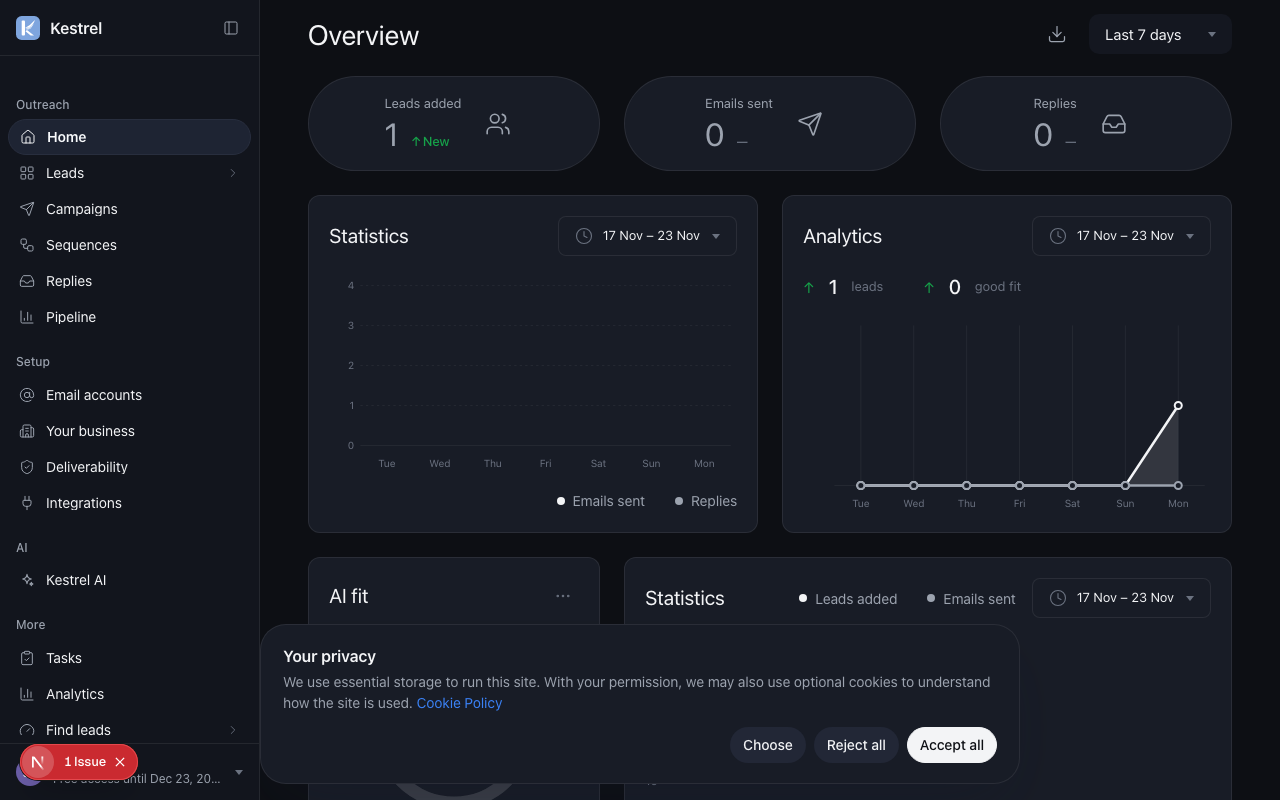 Kestrel
Outreach
Home
Leads
Campaigns
Sequences
Replies
Pipeline
Setup
Email accounts
Your business
Deliverability
Integrations
AI
Kestrel AI
More
Tasks
Analytics
Find leads
1 Issue
until Dec 23, 20...
Overview
Last 7 days
Leads added
1 New
Emails sent
0 –
Replies
0 –
Statistics
17 Nov – 23 Nov
4
3
2
1
0
Tue Wed Thu Fri Sat Sun Mon
Emails sent Replies
Analytics
17 Nov – 23 Nov
1 leads 0 good fit
Tue Wed Thu Fri Sat Sun Mon
AI fit
Statistics
Leads added Emails sent
17 Nov – 23 Nov
Your privacy
We use essential storage to run this site. With your permission, we may also use optional cookies to understand
how the site is used. Cookie Policy
Choose
Reject all
Accept all